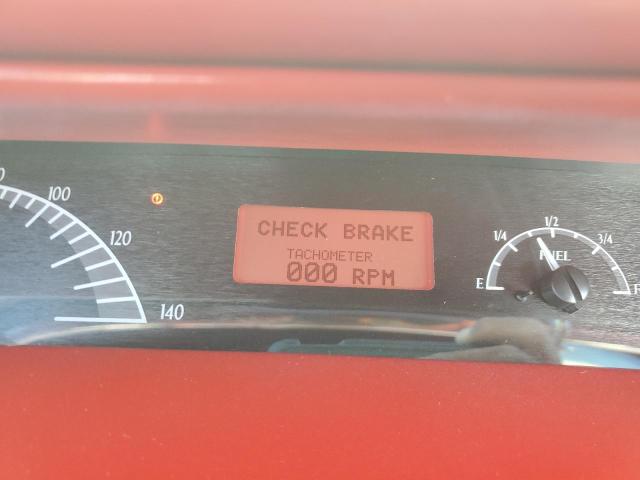 100
120
140
CHECK BRAKE
TACHOMETER
000 RPM
1/4 1/2 3/4
E FUEL